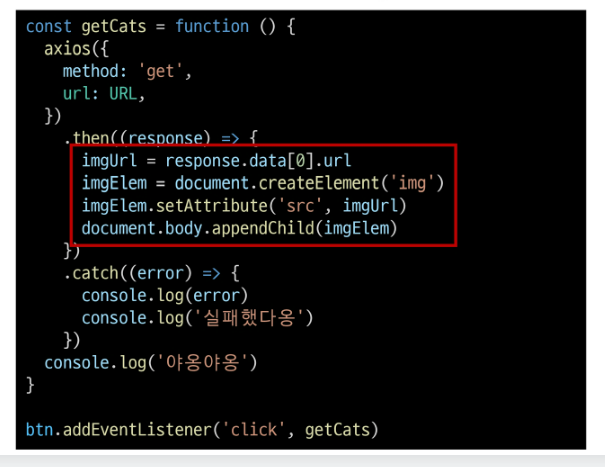 const getCats = function () {
  axios({
    method: 'get',
    url: URL,
  })
    .then((response) => {
      imgUrl = response.data[0].url
      imgElem = document.createElement('img')
      imgElem.setAttribute('src', imgUrl)
      document.body.appendChild(imgElem)
    })
    .catch((error) => {
      console.log(error)
      console.log('실패했다옹')
    })
  console.log('야옹야옹')
}

btn.addEventListener('click', getCats)